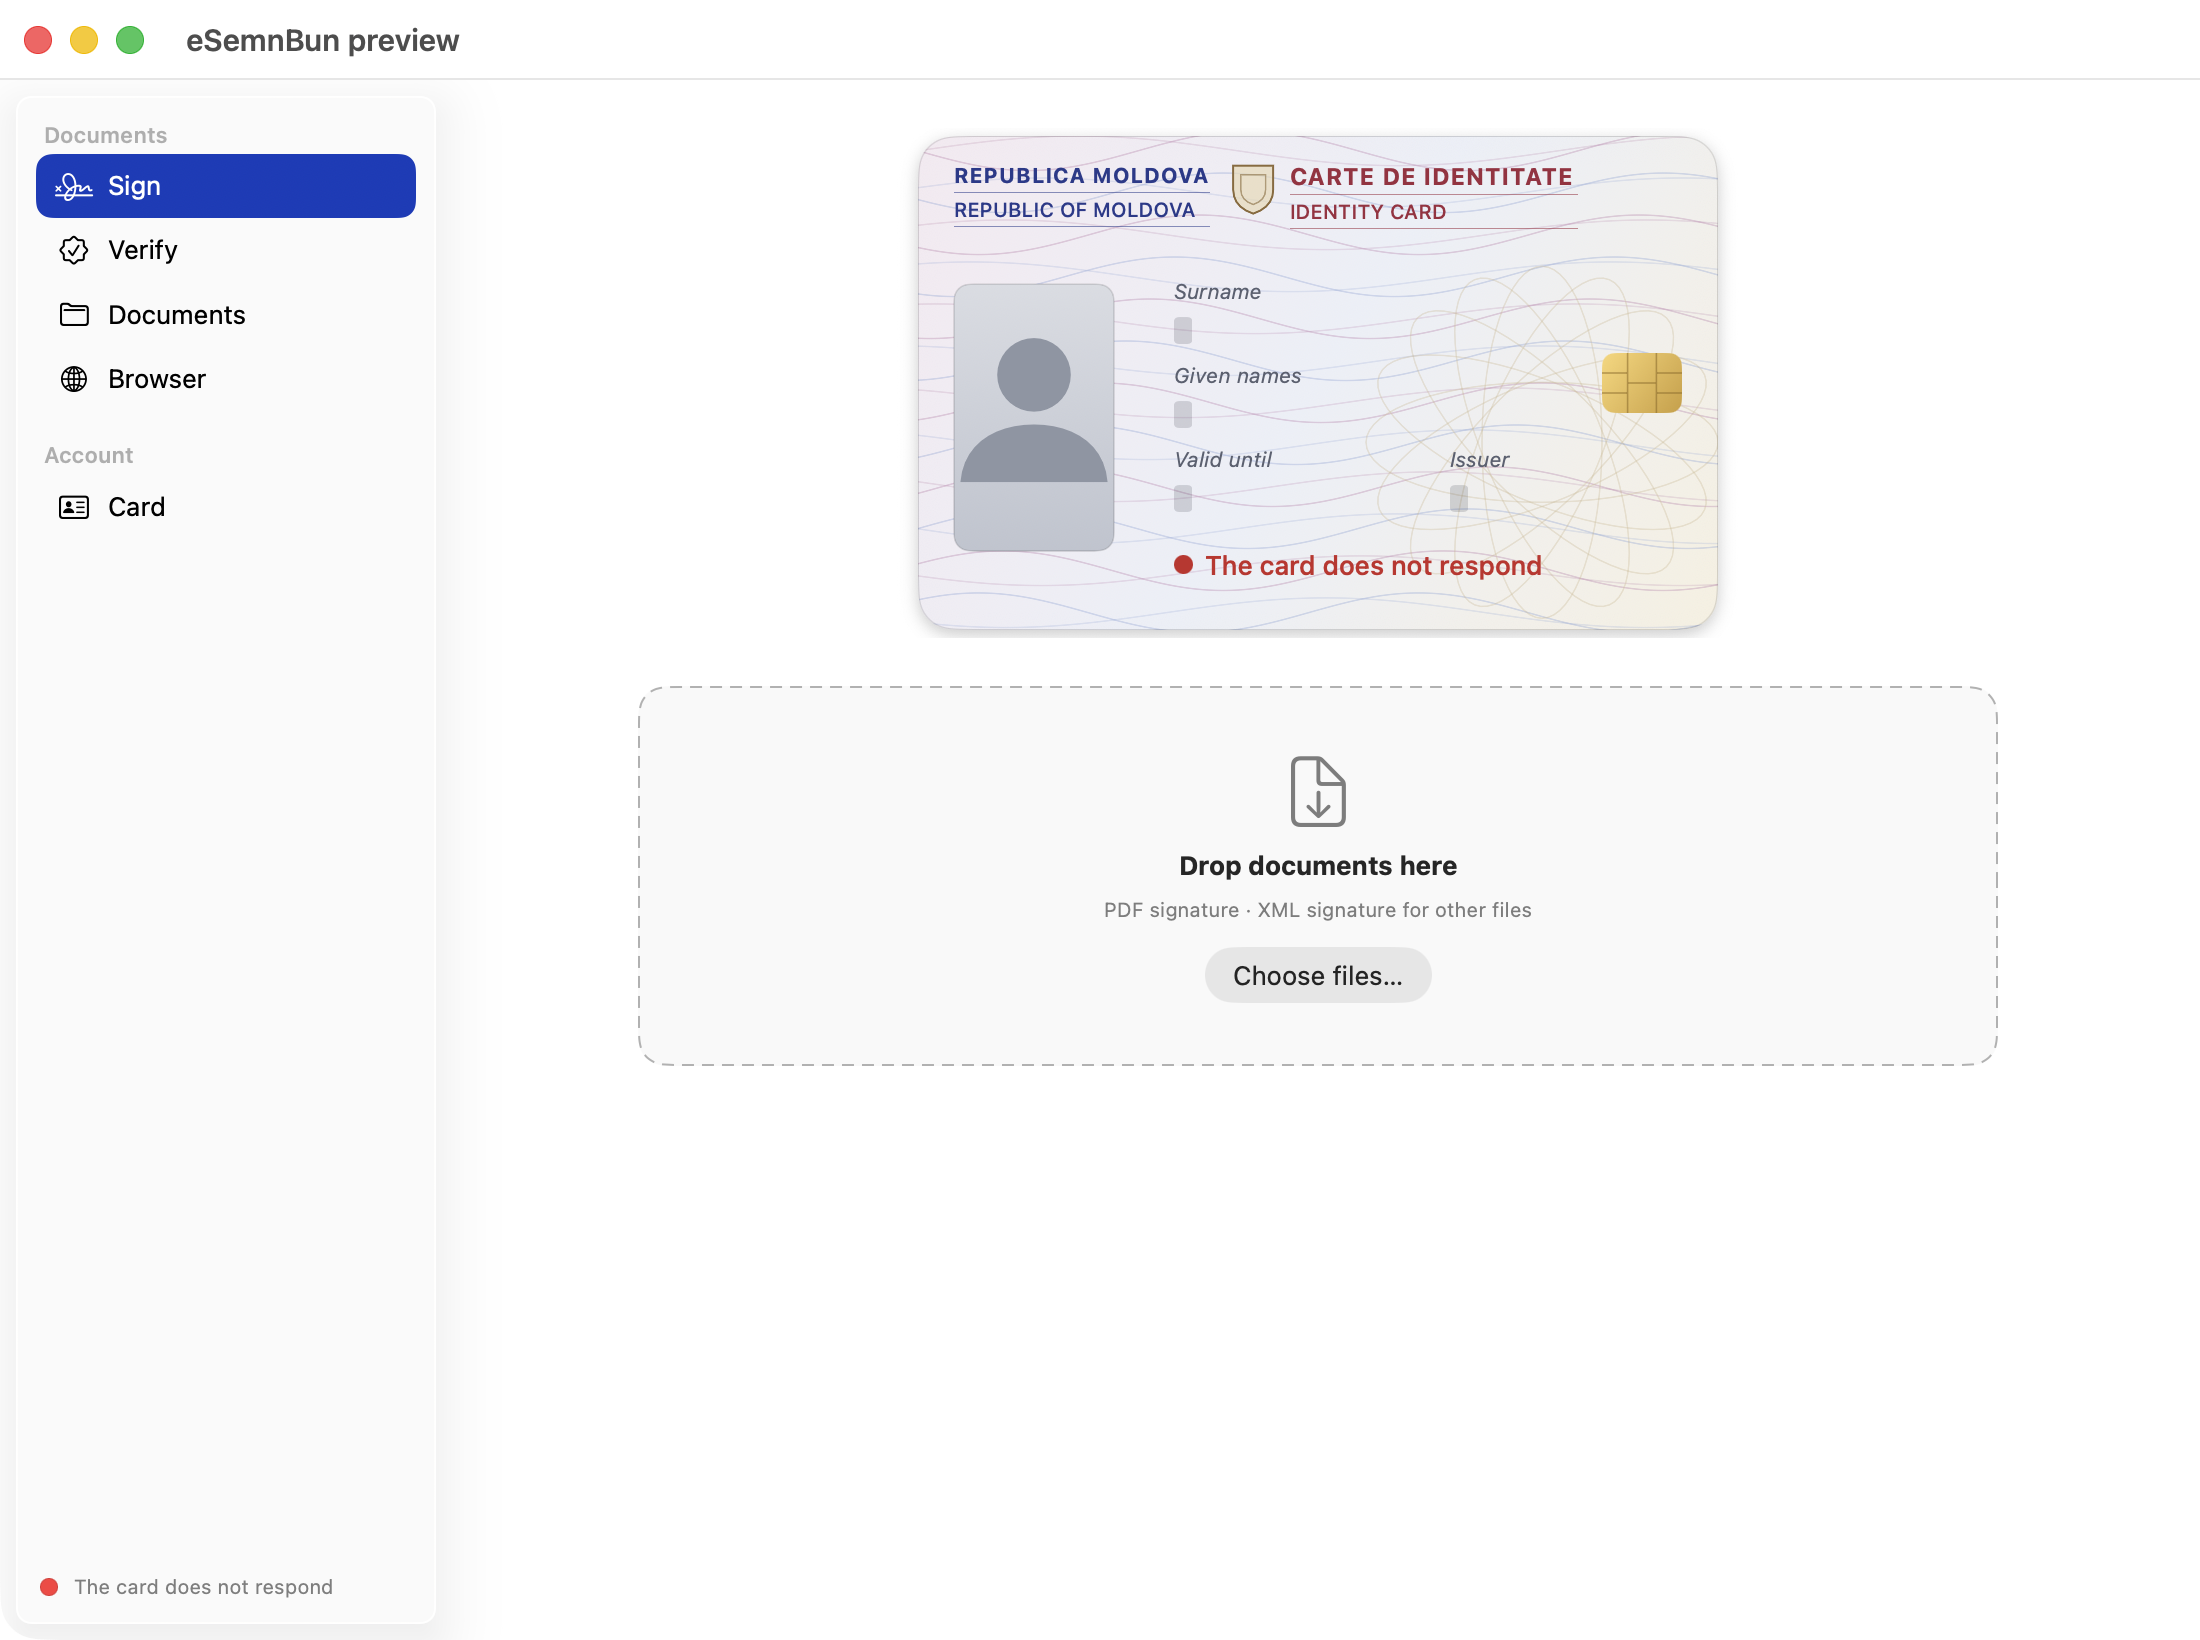 eSemnBun preview
Documents
Sign
Verify
Documents
Browser
Account
Card
The card does not respond
REPUBLICA MOLDOVA
REPUBLIC OF MOLDOVA
CARTE DE IDENTITATE
IDENTITY CARD
Surname
Given names
Valid until
Issuer
The card does not respond
Drop documents here
PDF signature · XML signature for other files
Choose files...